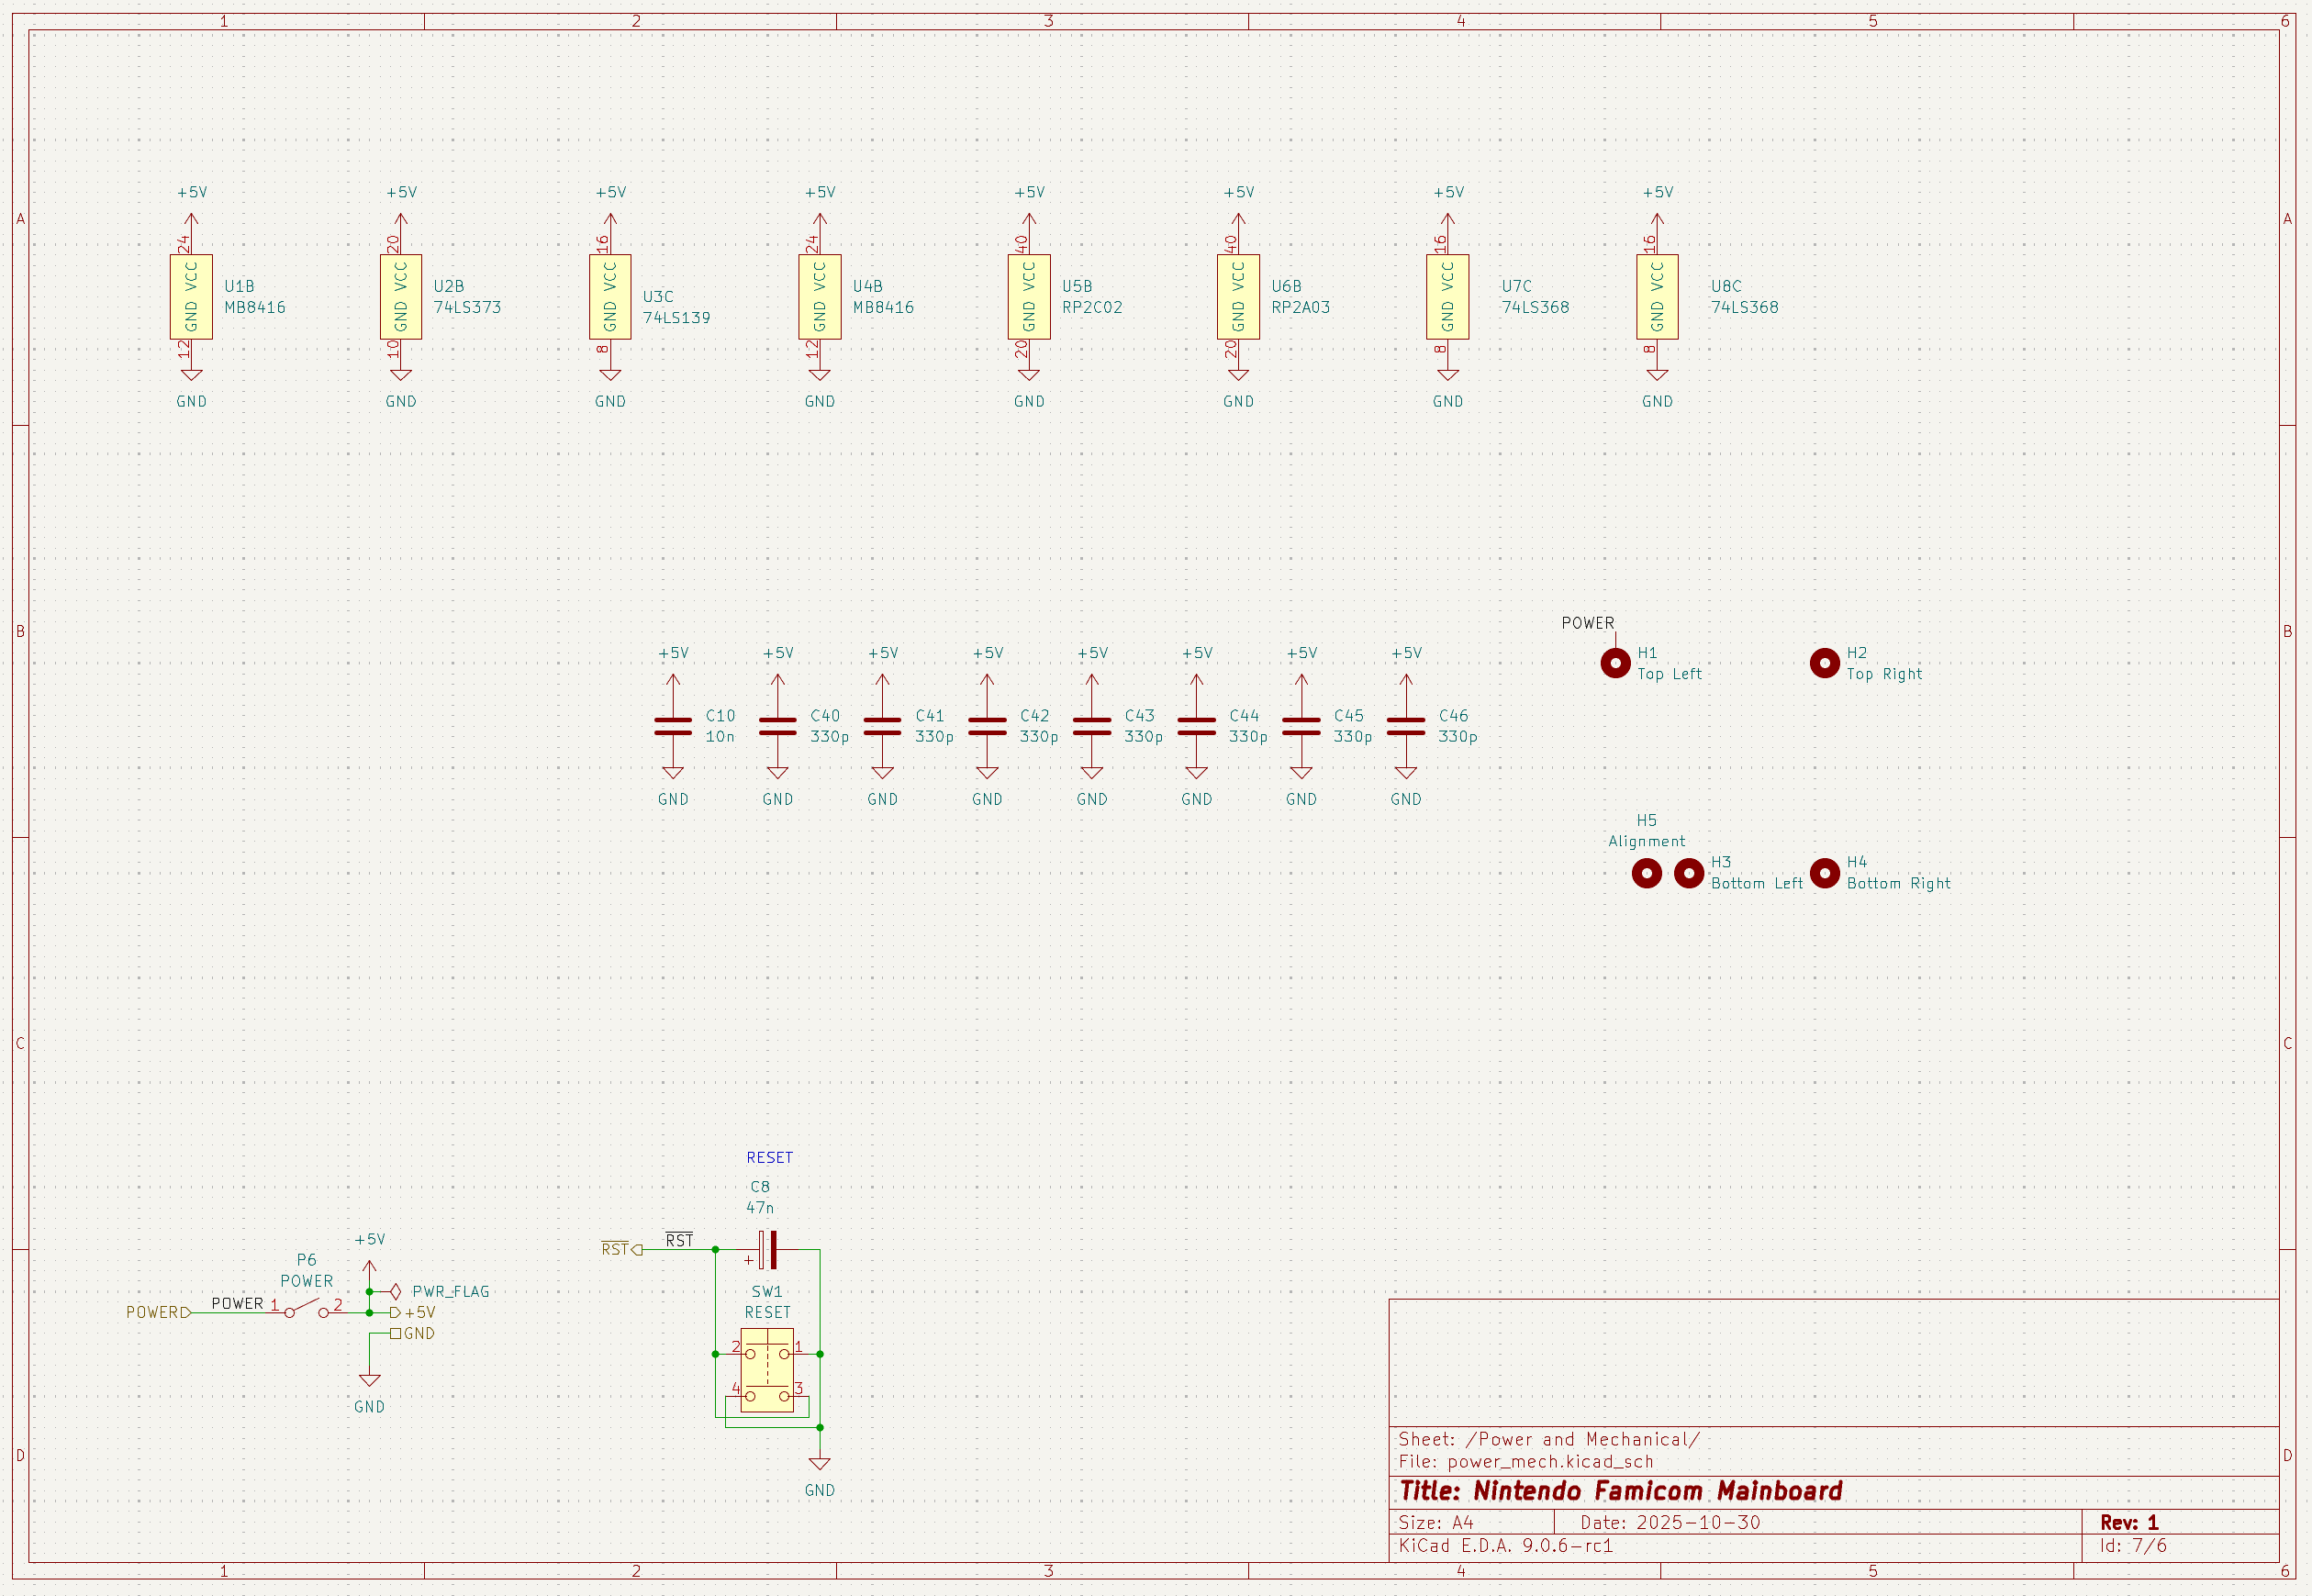 1 2 3 4 5 6
+5V +5V +5V +5V +5V +5V +5V +5V
A A
24 20 16 24 40 40 16 16
GND VCC GND VCC GND VCC GND VCC GND VCC GND VCC GND VCC GND VCC
U1B U2B U4B U5B U6B U7C U8C
U3C
MB8416 74LS373 MB8416 RP2C02 RP2A03 74LS368 74LS368
74LS139
12 10 8 12 20 20 8 8
GND GND GND GND GND GND GND GND
POWER
B B
+5V +5V +5V +5V +5V +5V +5V +5V H1 H2
Top Left Top Right
C10 C40 C41 C42 C43 C44 C45 C46
10n 330p 330p 330p 330p 330p 330p 330p
GND GND GND GND GND GND GND GND
H5
Alignment
H3 H4
Bottom Left Bottom Right
C C
RESET
C8
47n
+5V
RST RST
P6 +
POWER
PWR_FLAG SW1
POWER POWER 1 2 +5V RESET
GND
2 1
4 3
GND
GND
D D
Sheet: /Power and Mechanical/
File: power_mech.kicad_sch
Title: Nintendo Famicom Mainboard
Size: A4 Date: 2025-10-30 Rev: 1
KiCad E.D.A. 9.0.6-rc1 Id: 7/6
1 2 3 4 5 6